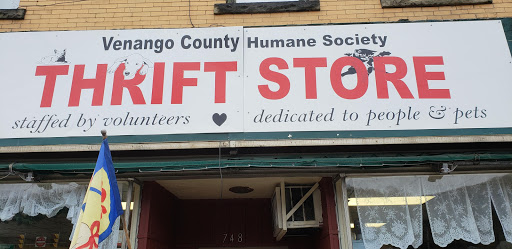 Venango County Humane Society
THRIFT STORE
staffed by volunteers ♥ dedicated to people & pets
748